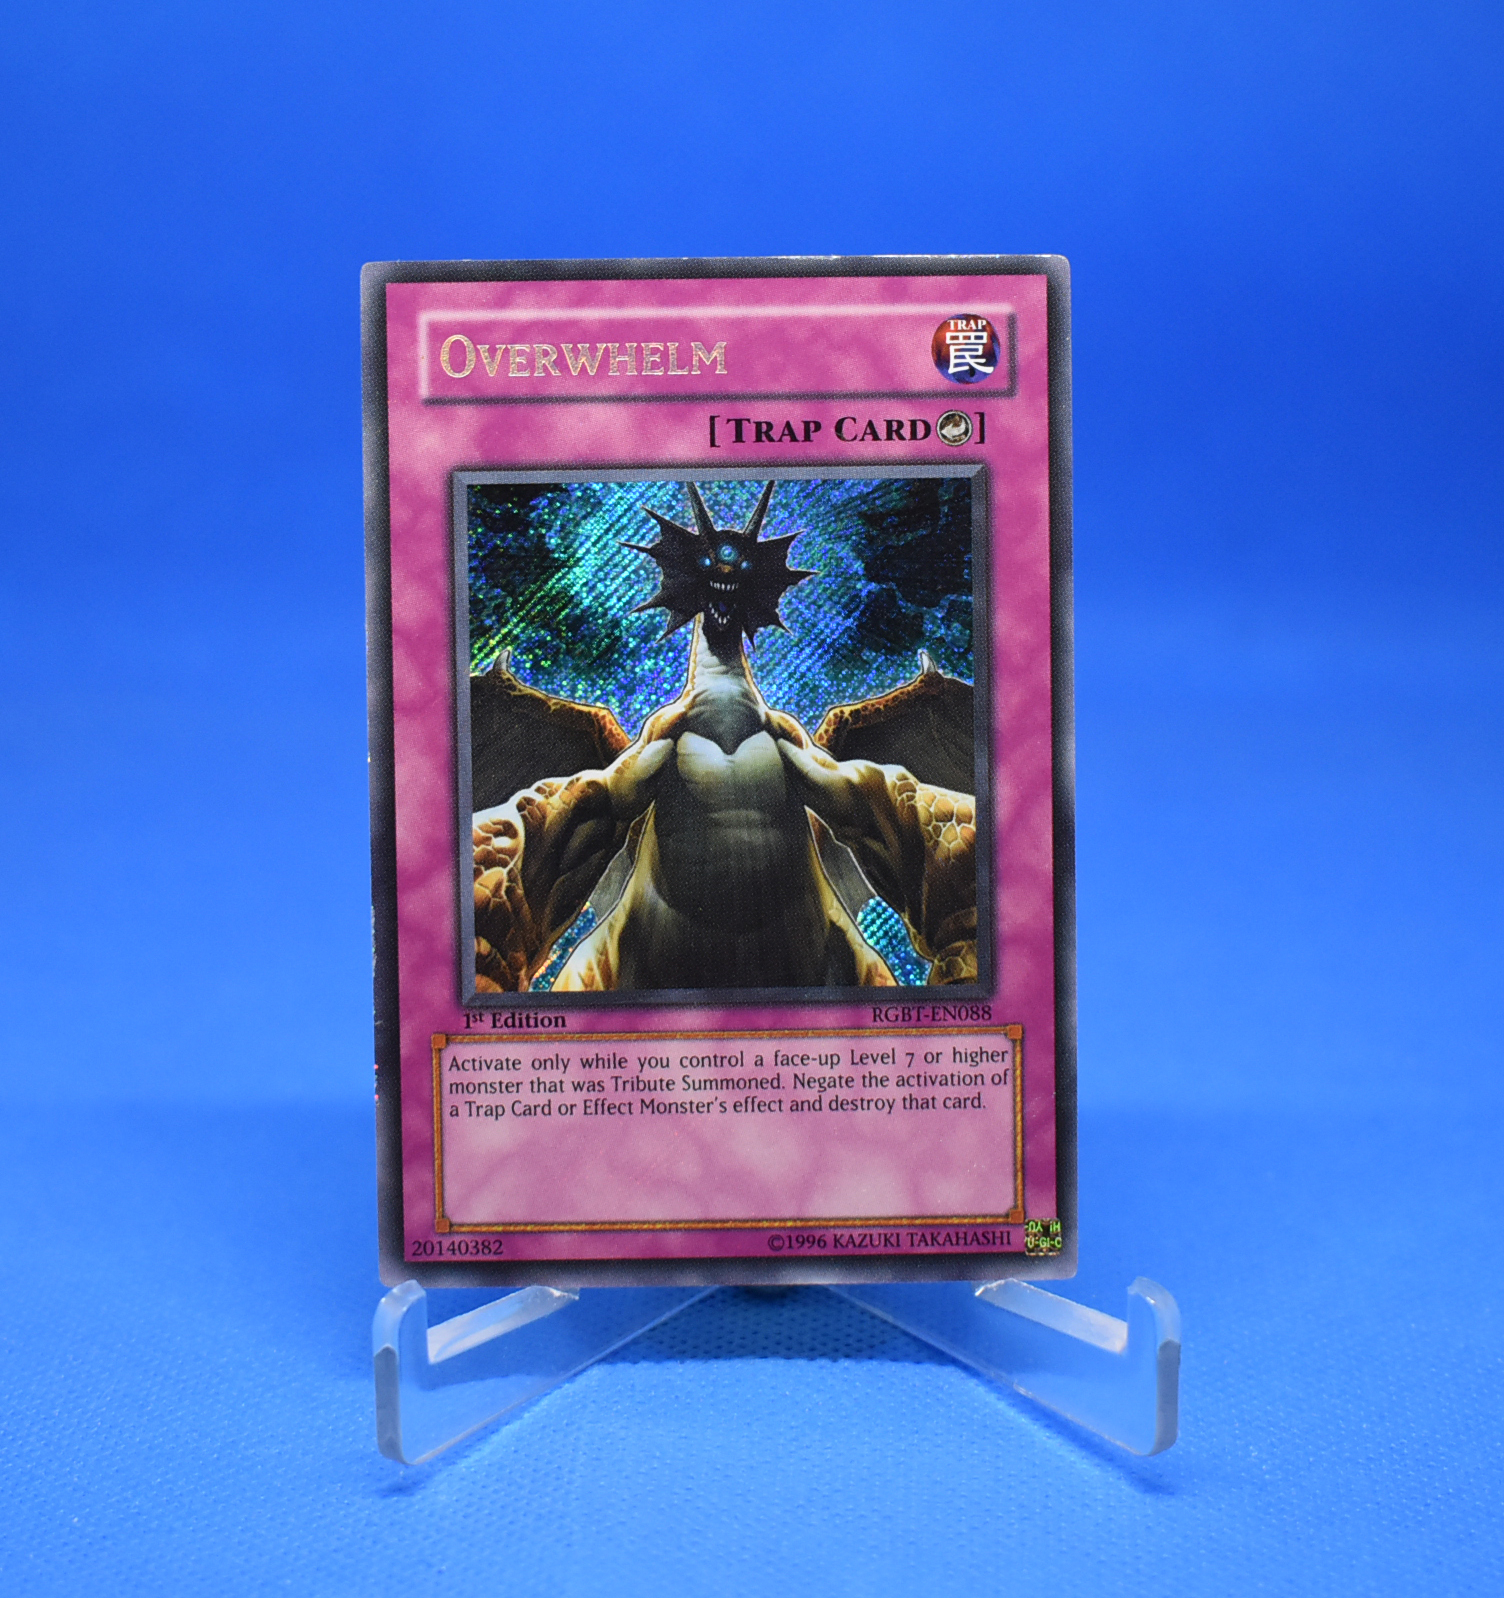 OVERWHELM
TRAP
罠
[TRAP CARD]
1st Edition
RGBT-EN088
Activate only while you control a face-up Level 7 or higher
monster that was Tribute Summoned. Negate the activation of
a Trap Card or Effect Monster's effect and destroy that card.
20140382
©1996 KAZUKI TAKAHASHI